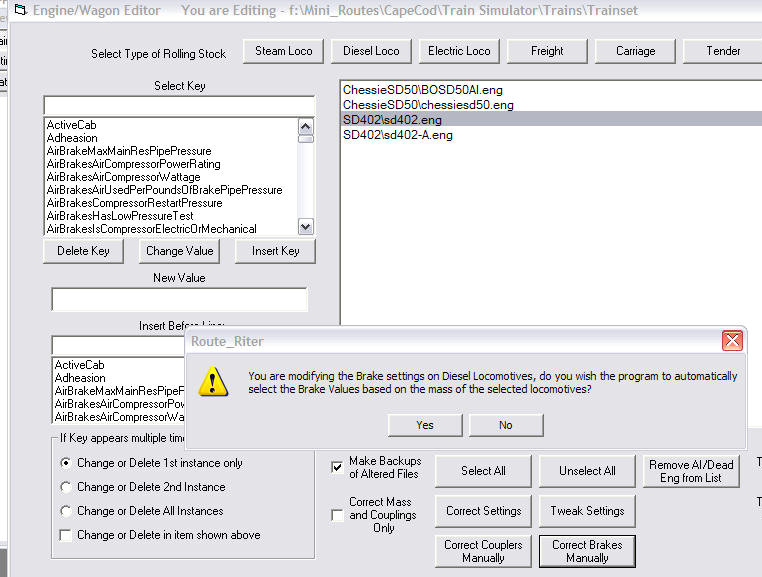 Engine/Wagon Editor You are Editing - f:\Mini_Routes\CapeCod\Train Simulator\Trains\Trainset
Select Type of Rolling Stock
Steam Loco
Diesel Loco
Electric Loco
Freight
Carriage
Tender
Select Key
ActiveCab
Adheasion
AirBrakeMaxMainResPipePressure
AirBrakesAirCompressorPowerRating
AirBrakesAirCompressorWattage
AirBrakesAirUsedPerPoundsOfBrakePipePressure
AirBrakesCompressorRestartPressure
AirBrakesHasLowPressureTest
AirBrakesIsCompressorElectricOrMechanical
ChessieSD50\BOSD50AI.eng
ChessieSD50\chessiesd50.eng
SD402\sd402.eng
SD402\sd402-A.eng
Delete Key
Change Value
Insert Key
New Value
Insert Before Line:
ActiveCab
Adheasion
AirBrakeMaxMainResPipeP
AirBrakesAirCompressorPo
AirBrakesAirCompressorWa
Route_Riter
You are modifying the Brake settings on Diesel Locomotives, do you wish the program to automatically
select the Brake Values based on the mass of the selected locomotives?
Yes
No
If Key appears multiple time
Change or Delete 1st instance only
Change or Delete 2nd Instance
Change or Delete All Instances
Change or Delete in item shown above
Make Backups
of Altered Files
Correct Mass
and Couplings
Only
Select All
Unselect All
Remove AI/Dead
Eng from List
Correct Settings
Tweak Settings
Correct Couplers
Manually
Correct Brakes
Manually